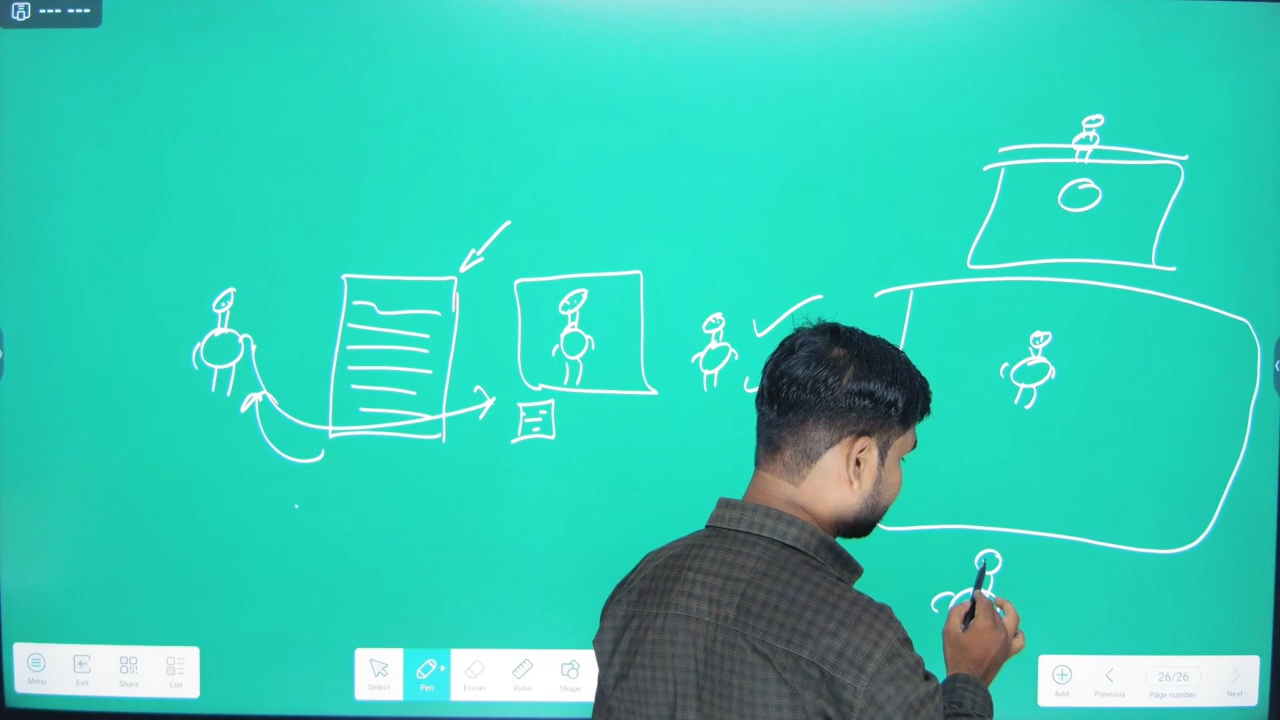 Menu
Exit
Share
List
Select
Pen
Eraser
Ruler
Shape
Add
Previous
26/26
Page number
Next